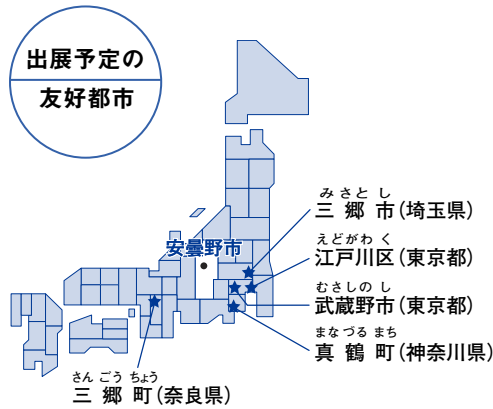 出展予定の
友好都市
安曇野市
みさと し
三郷市(埼玉県)
えどがわ く
江戸川区(東京都)
むさしの し
武蔵野市(東京都)
まなづる まち
真鶴町(神奈川県)
さん ごう ちょう
三郷町(奈良県)